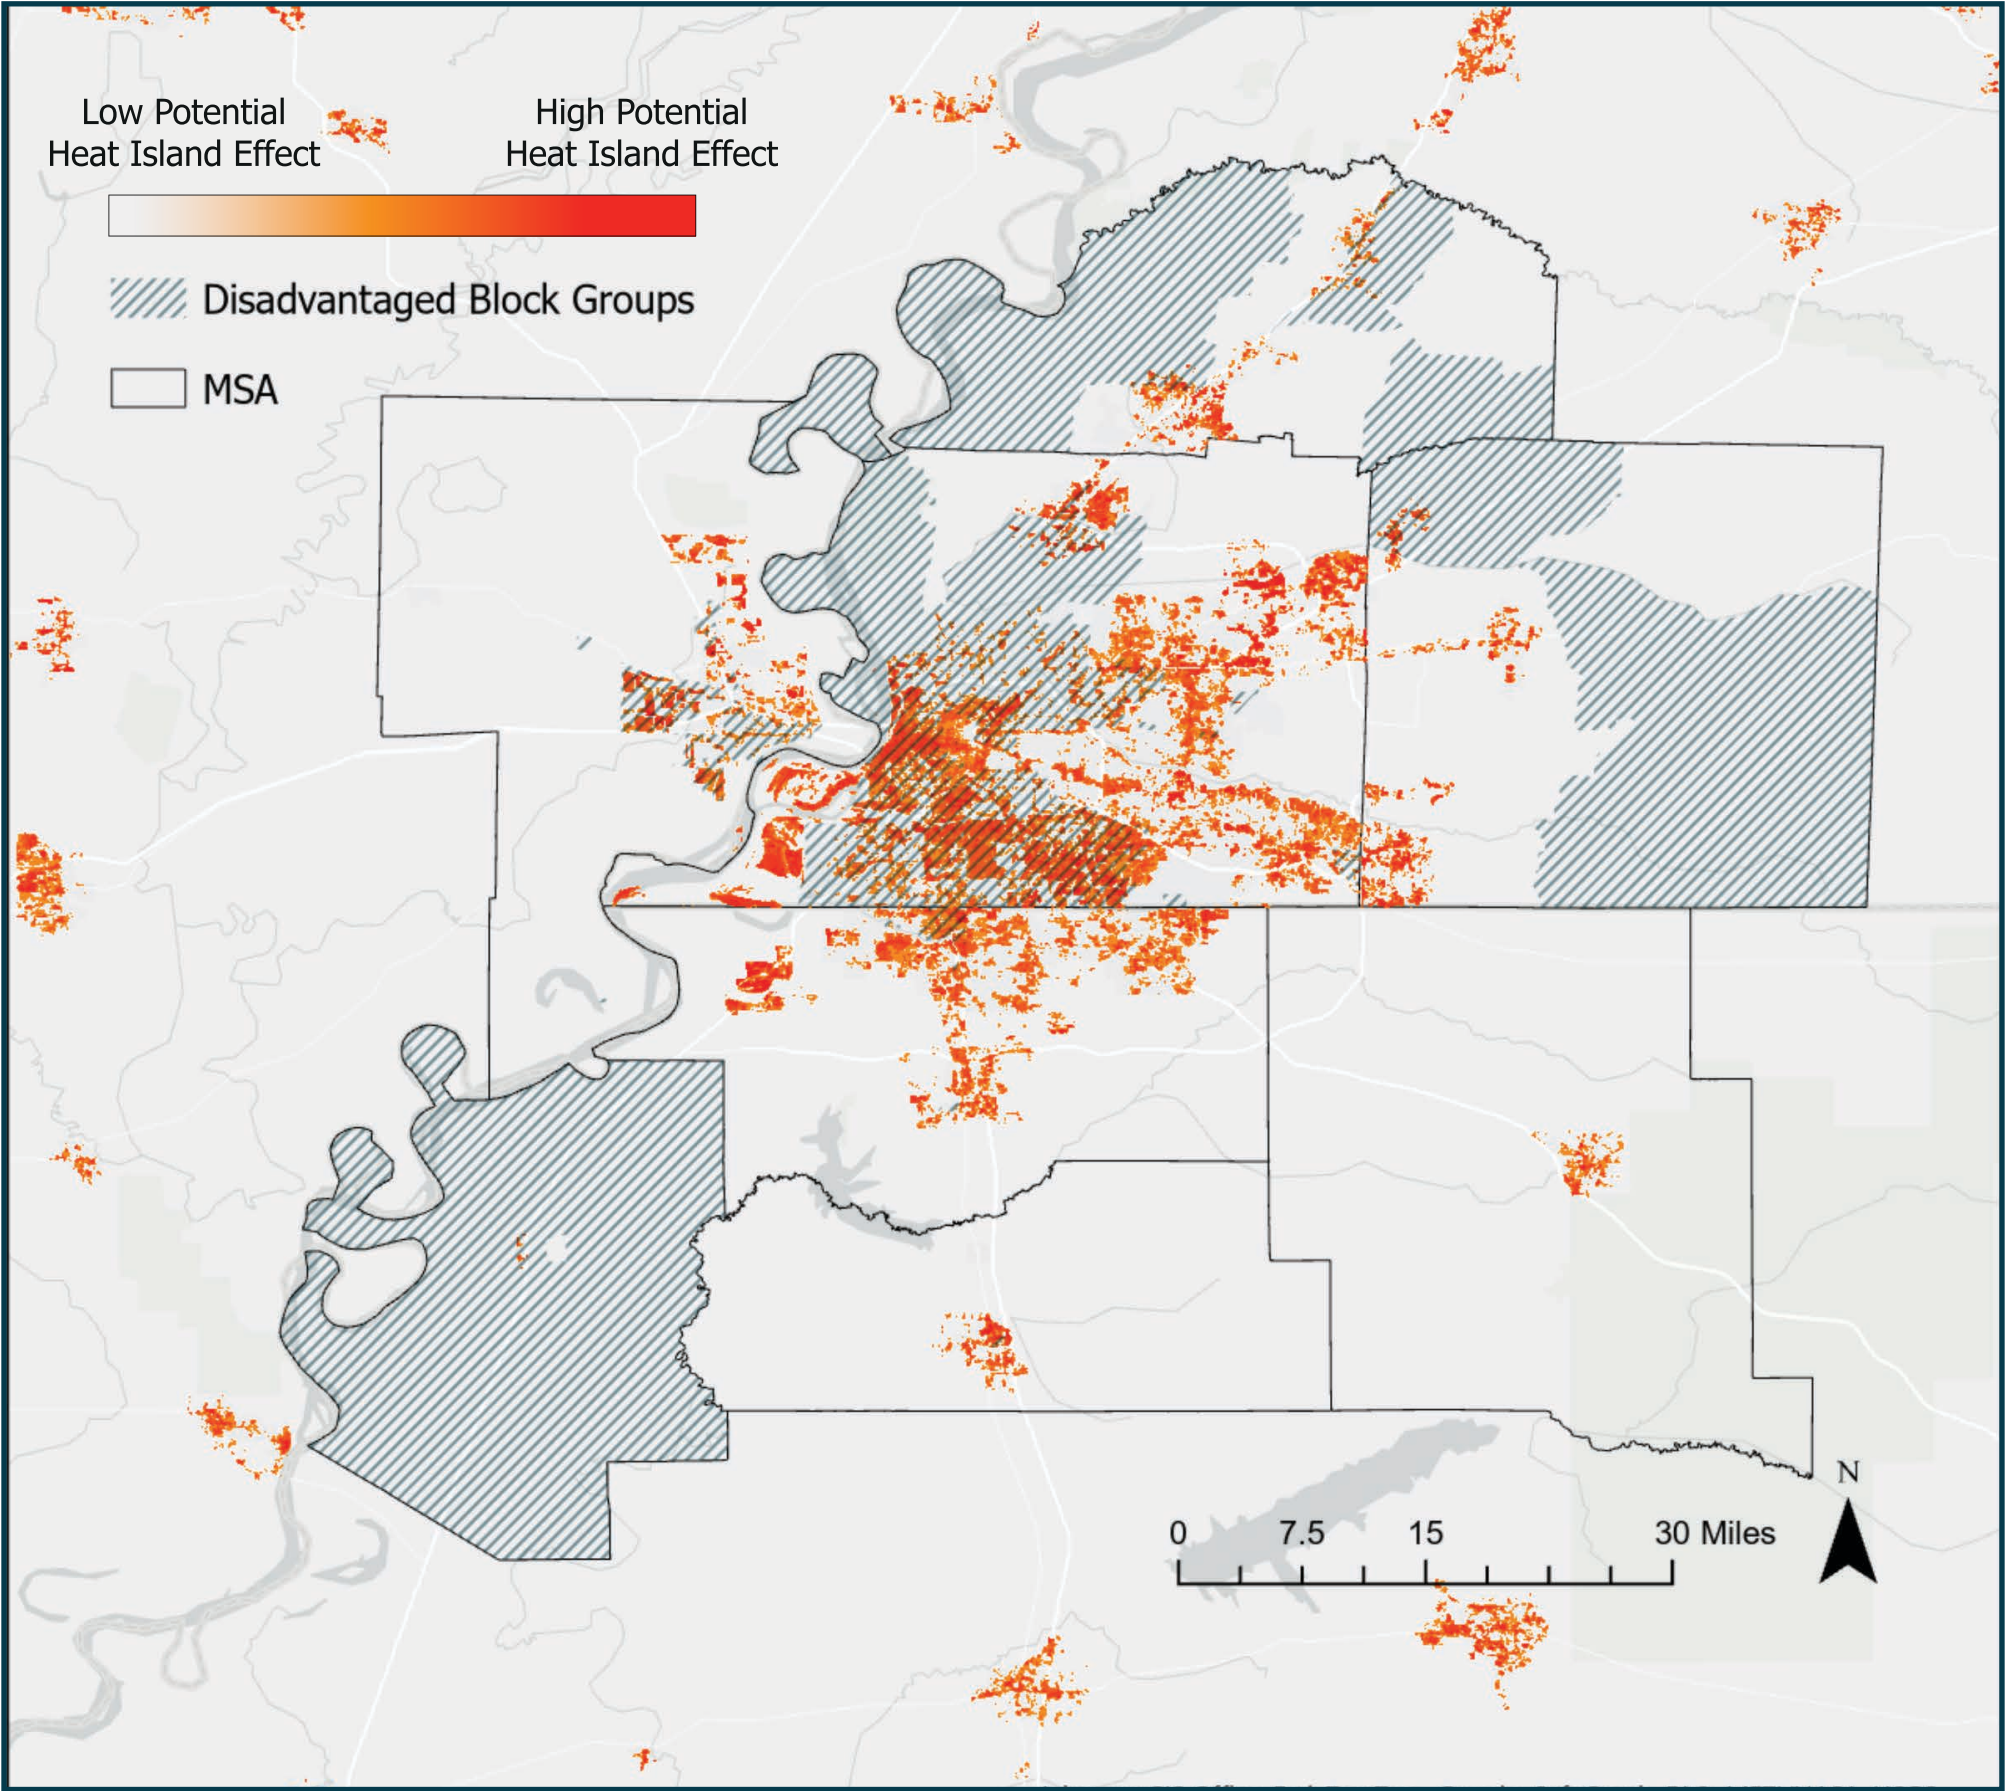 Low Potential
Heat Island Effect
High Potential
Heat Island Effect
Disadvantaged Block Groups
MSA
N
0 7.5 15 30 Miles